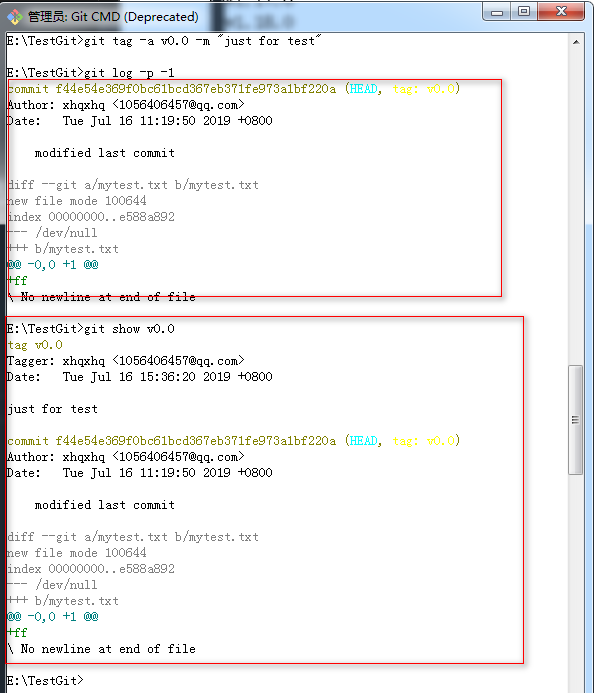 管理员: Git CMD (Deprecated)
E:\TestGit>git tag -a v0.0 -m "just for test"
E:\TestGit>git log -p -1
commit f44e54e369f0bc61bcd367eb371fe973a1bf220a (HEAD, tag: v0.0)
Author: xhqxhq <1056406457@qq.com>
Date:   Tue Jul 16 11:19:50 2019 +0800
modified last commit
diff --git a/mytest.txt b/mytest.txt
new file mode 100644
index 00000000..e588a892
--- /dev/null
+++ b/mytest.txt
@@ -0,0 +1 @@
+ff
\ No newline at end of file
E:\TestGit>git show v0.0
tag v0.0
Tagger: xhqxhq <1056406457@qq.com>
Date:   Tue Jul 16 15:36:20 2019 +0800
just for test
commit f44e54e369f0bc61bcd367eb371fe973a1bf220a (HEAD, tag: v0.0)
Author: xhqxhq <1056406457@qq.com>
Date:   Tue Jul 16 11:19:50 2019 +0800
modified last commit
diff --git a/mytest.txt b/mytest.txt
new file mode 100644
index 00000000..e588a892
--- /dev/null
+++ b/mytest.txt
@@ -0,0 +1 @@
+ff
\ No newline at end of file
E:\TestGit>